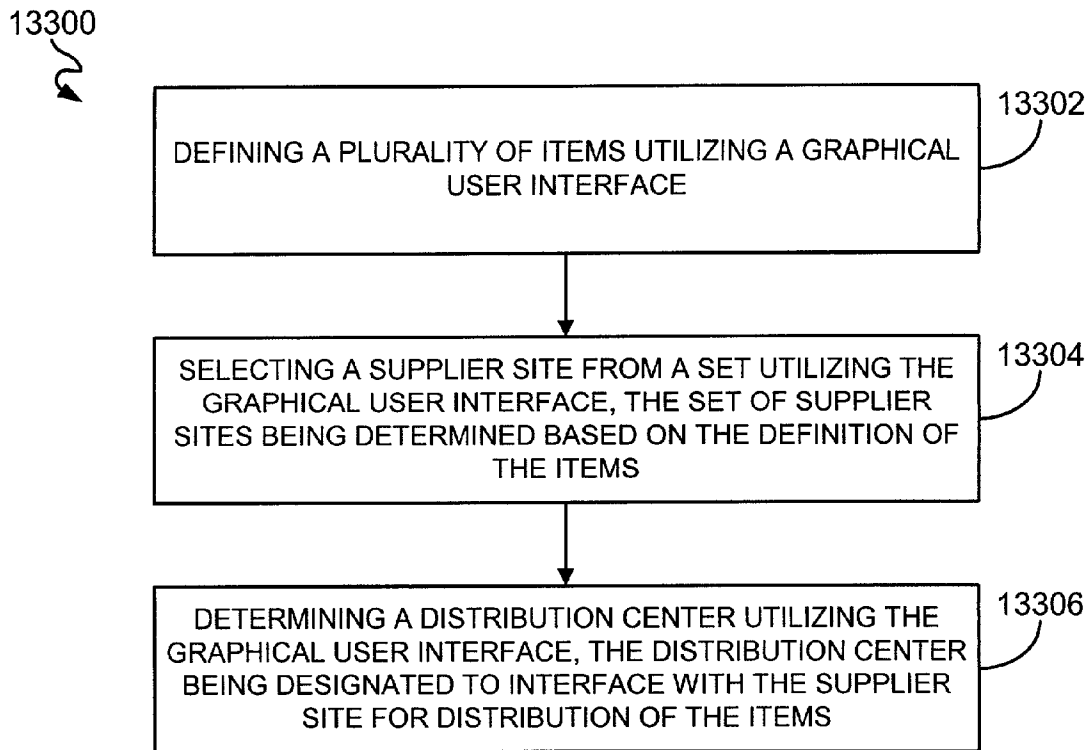 13300
13302
DEFINING A PLURALITY OF ITEMS UTILIZING A GRAPHICAL
USER INTERFACE
13304
SELECTING A SUPPLIER SITE FROM A SET UTILIZING THE
GRAPHICAL USER INTERFACE, THE SET OF SUPPLIER
SITES BEING DETERMINED BASED ON THE DEFINITION OF
THE ITEMS
13306
DETERMINING A DISTRIBUTION CENTER UTILIZING THE
GRAPHICAL USER INTERFACE, THE DISTRIBUTION CENTER
BEING DESIGNATED TO INTERFACE WITH THE SUPPLIER
SITE FOR DISTRIBUTION OF THE ITEMS